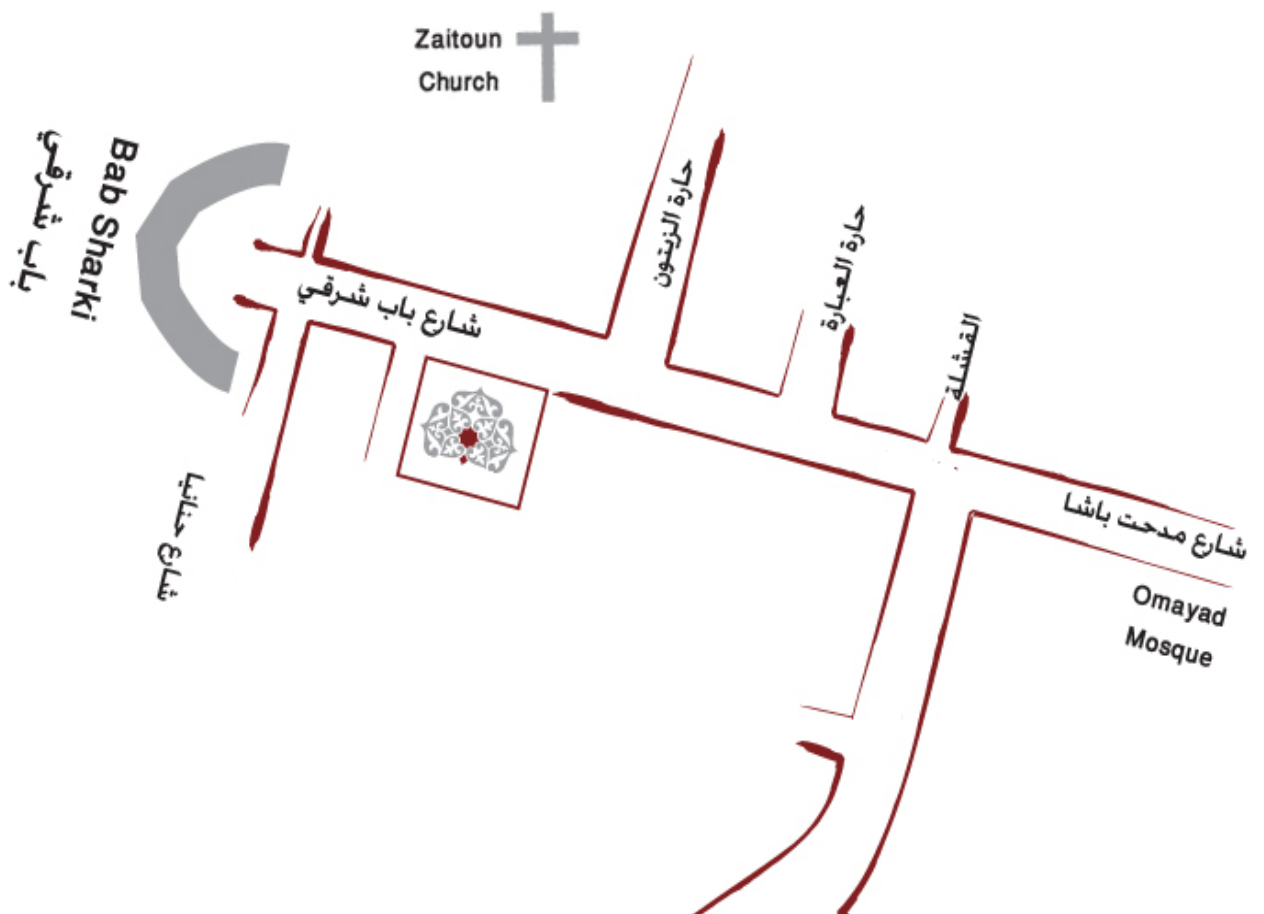 Zaitoun
Church
Bab Sharki
باب شرقي
حارة الزيتون
حارة العبارة
القشلة
شارع باب شرقي
شارع حنانيا
شارع مدحت باشا
Omayad
Mosque